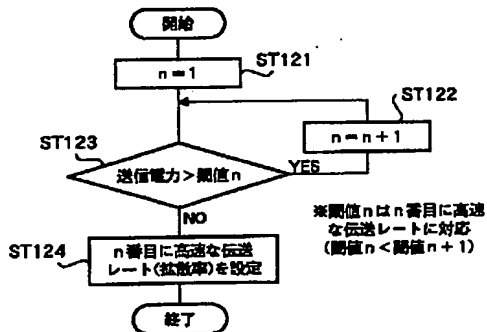 開始
ST121
n=1
ST122
n=n+1
ST123
送信電力>閾値n
YES
NO
※閾値nはn番目に高速
な伝送レートに対応
(閾値n<閾値n+1)
ST124
n番目に高速な伝送
レート(拡散率)を設定
終了